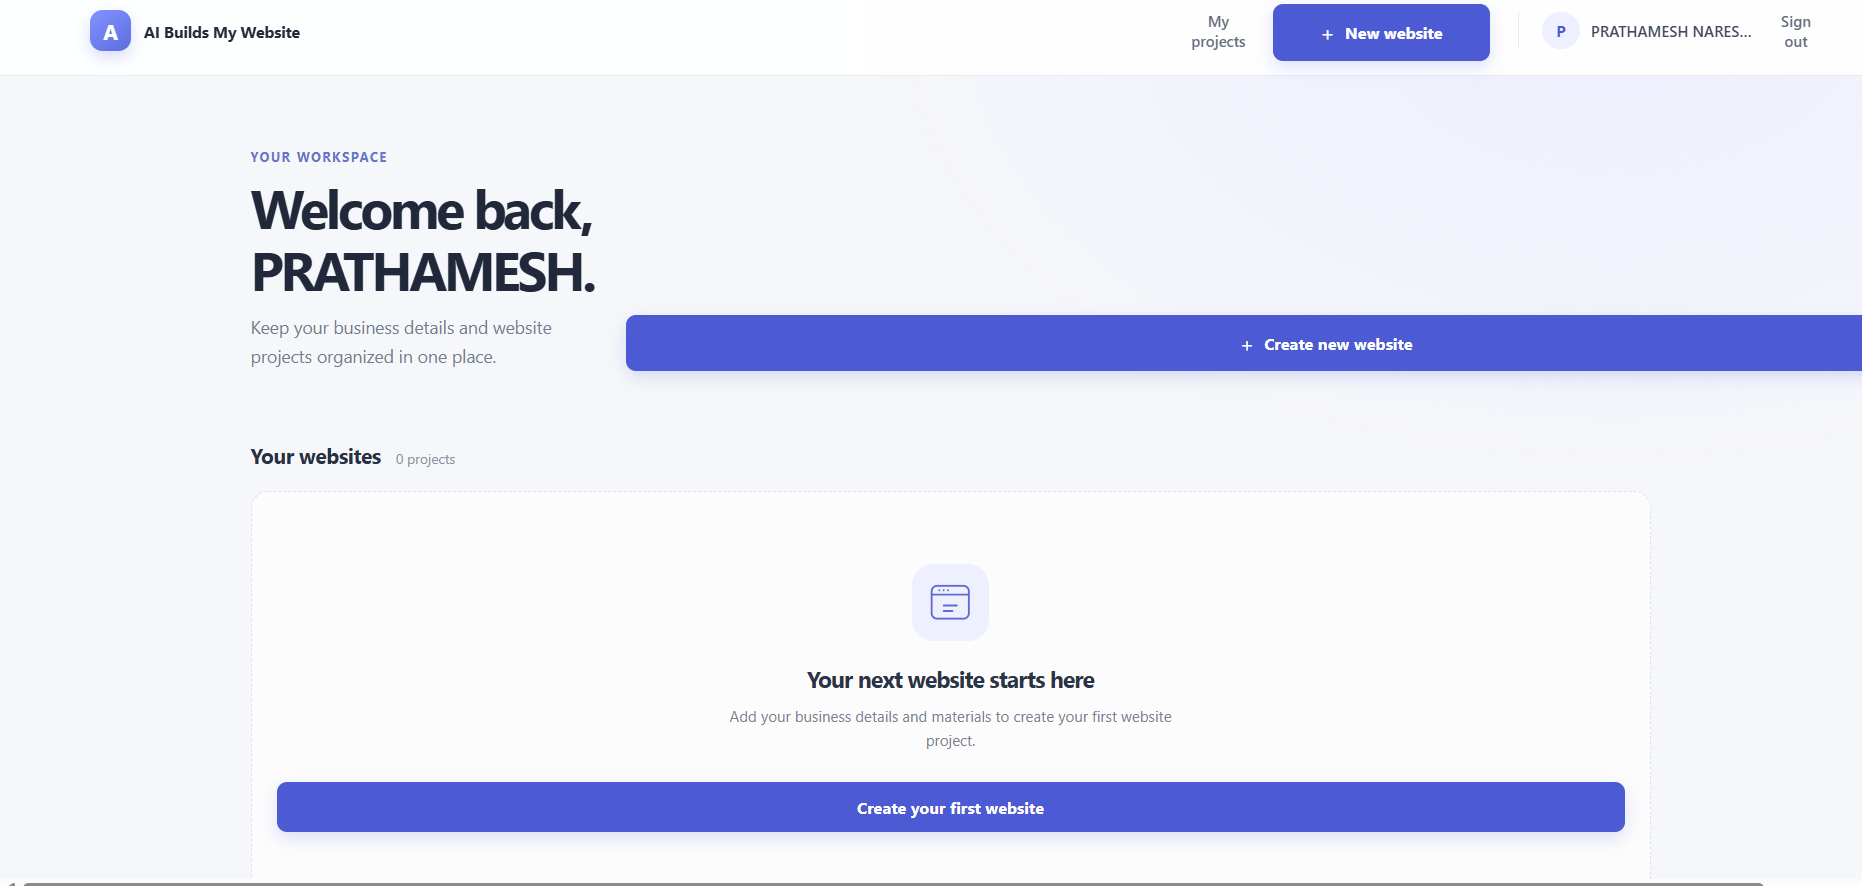 A
AI Builds My Website
My
projects
+ New website
P
PRATHAMESH NARES...
Sign
out
YOUR WORKSPACE
Welcome back,
PRATHAMESH.
Keep your business details and website
projects organized in one place.
+ Create new website
Your websites
0 projects
Your next website starts here
Add your business details and materials to create your first website
project.
Create your first website